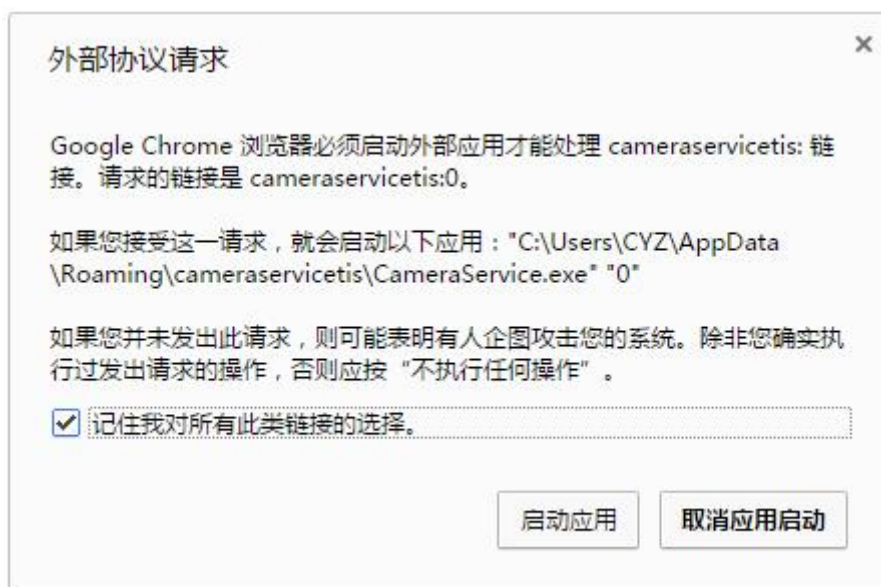 外部协议请求
Google Chrome 浏览器必须启动外部应用才能处理 cameraservicetis: 链
接。请求的链接是 cameraservicetis:0。
如果您接受这一请求，就会启动以下应用："C:\Users\CYZ\AppData
\Roaming\cameraservicetis\CameraService.exe" "0"
如果您并未发出此请求，则可能表明有人企图攻击您的系统。除非您确实执
行过发出请求的操作，否则应按“不执行任何操作”。
记住我对所有此类链接的选择。
启动应用
取消应用启动